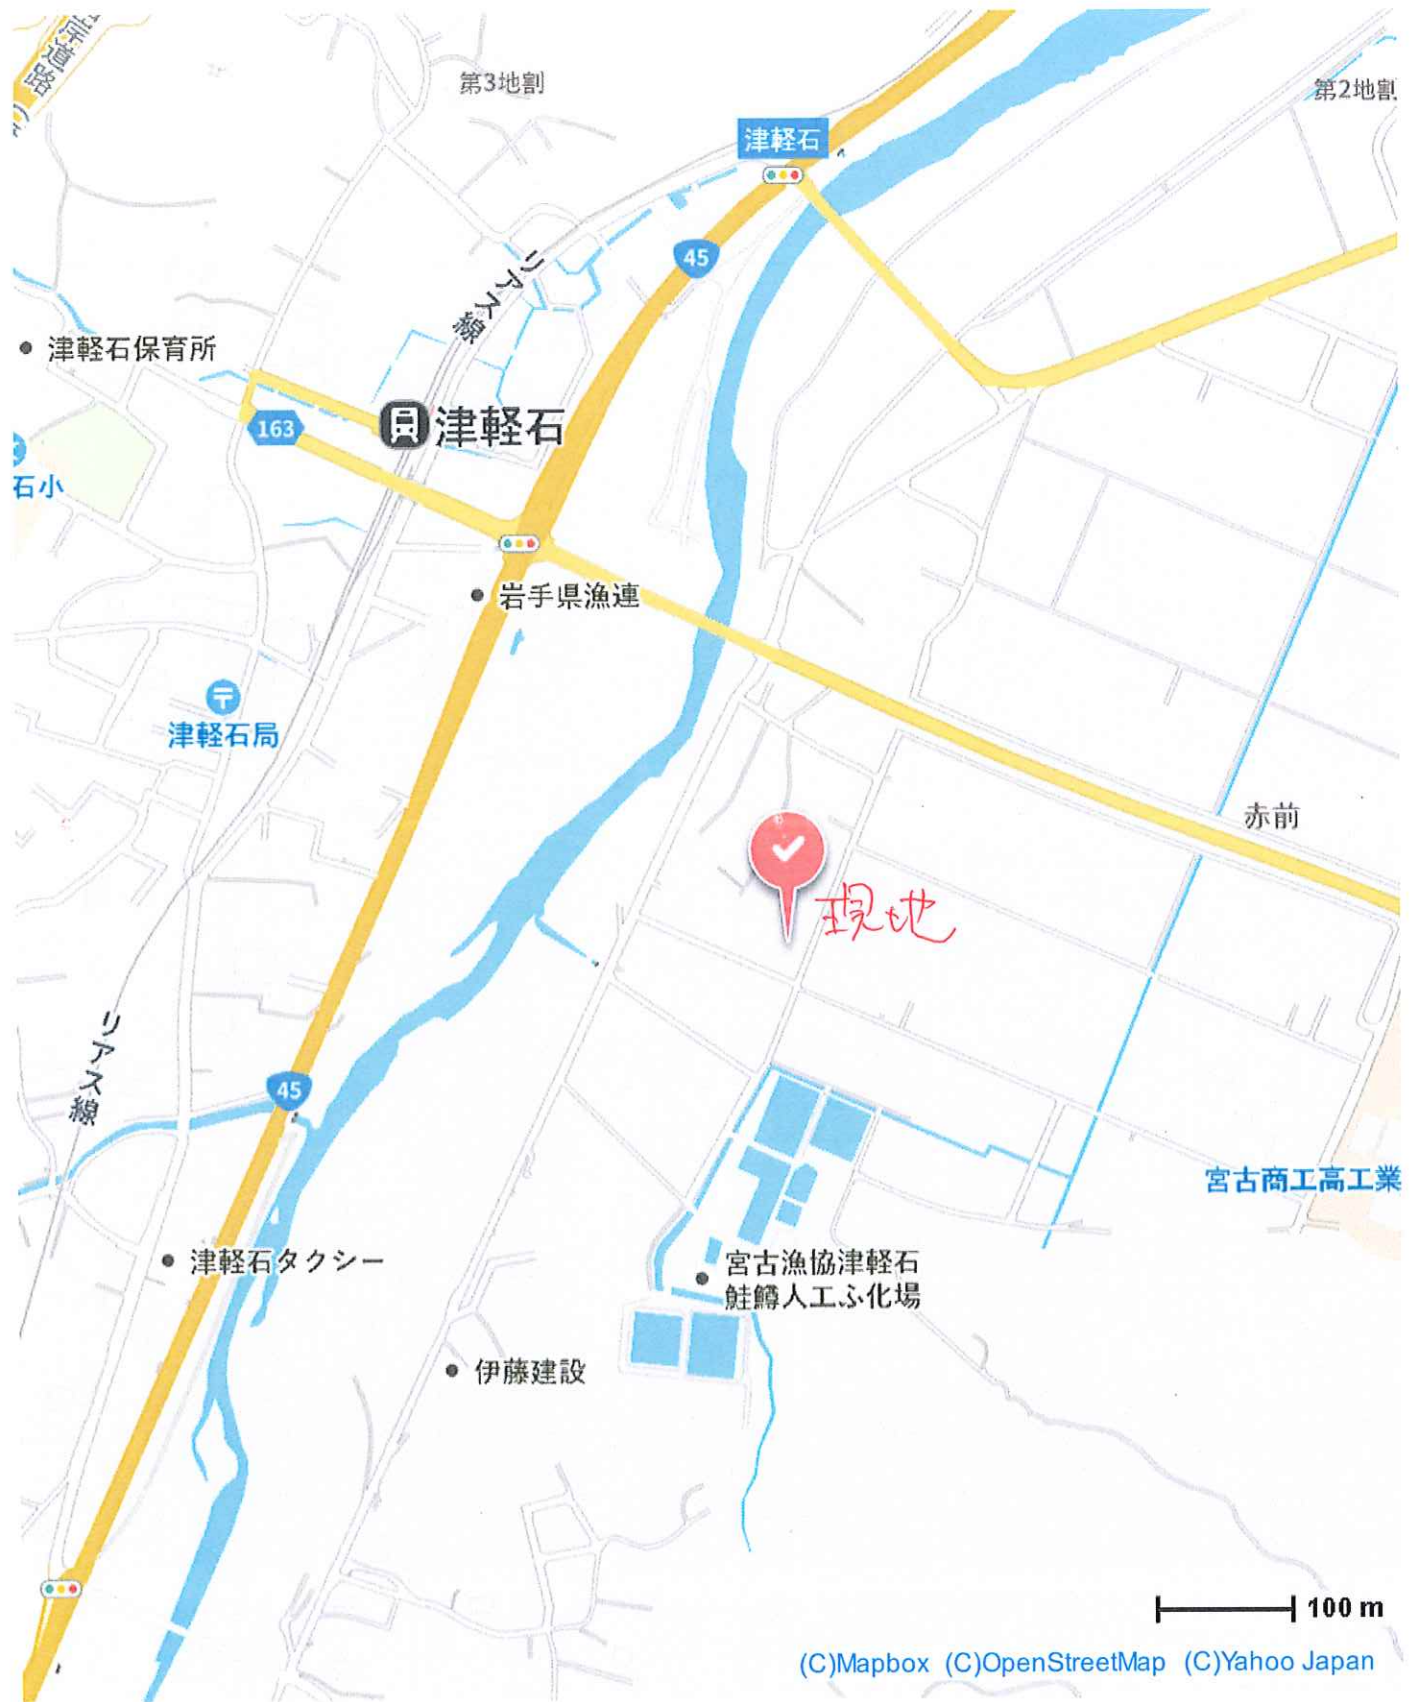 第3地割
第2地割
津軽石
45
リアス線
津軽石保育所
163
津軽石
石小
岩手県漁連
津軽石局
赤前
現地
リアス線
45
宮古商工高工業
津軽石タクシー
宮古漁協津軽石
鮭鱒人工ふ化場
伊藤建設
100 m
(C)Mapbox (C)OpenStreetMap (C)Yahoo Japan